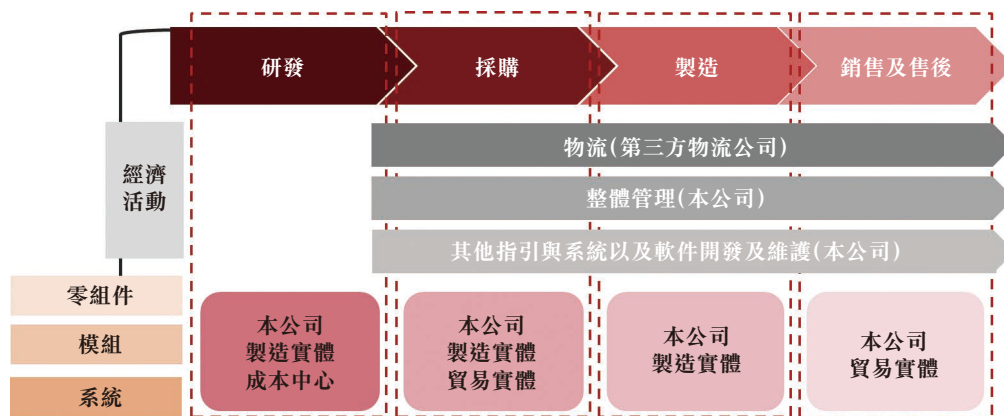 研發
採購
製造
銷售及售後
經濟
活動
物流(第三方物流公司)
整體管理(本公司)
其他指引與系統以及軟件開發及維護(本公司)
零組件
模組
系統
本公司
製造實體
成本中心
本公司
製造實體
貿易實體
本公司
製造實體
本公司
貿易實體